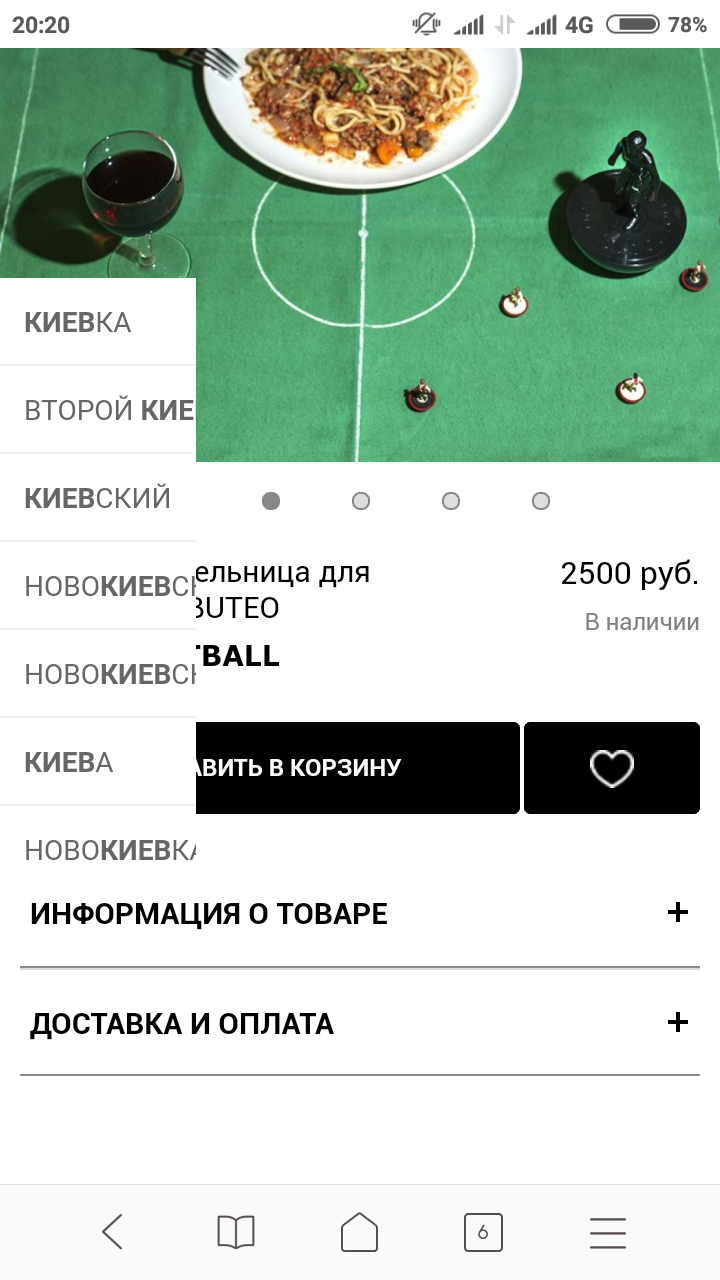 20:20 4G 78%
КИЕВКА
ВТОРОЙ КИЕ
КИЕВСКИЙ
ельница для 2500 руб.
НОВОКИЕВС
BUTEO В наличии
TBALL
НОВОКИЕВС
КИЕВА
АВИТЬ В КОРЗИНУ
НОВОКИЕВКА
ИНФОРМАЦИЯ О ТОВАРЕ +
ДОСТАВКА И ОПЛАТА +
6